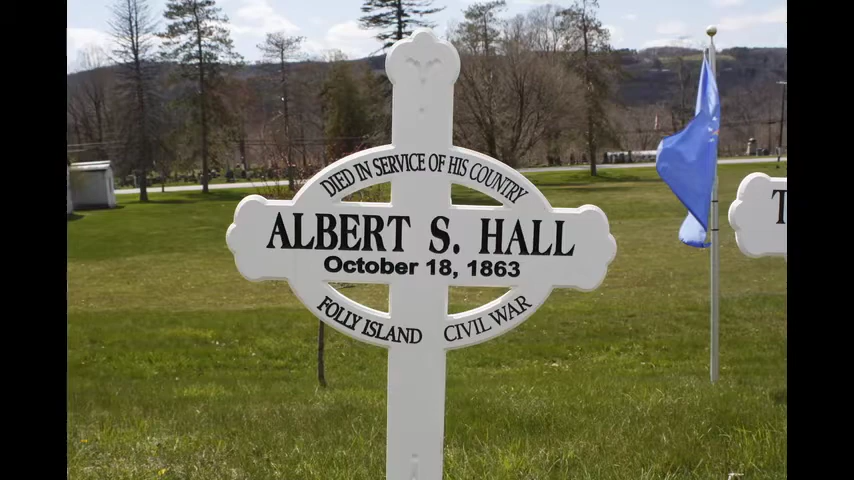 DIED IN SERVICE OF HIS COUNTRY
ALBERT S. HALL
October 18, 1863
FOLLY ISLAND CIVIL WAR
T